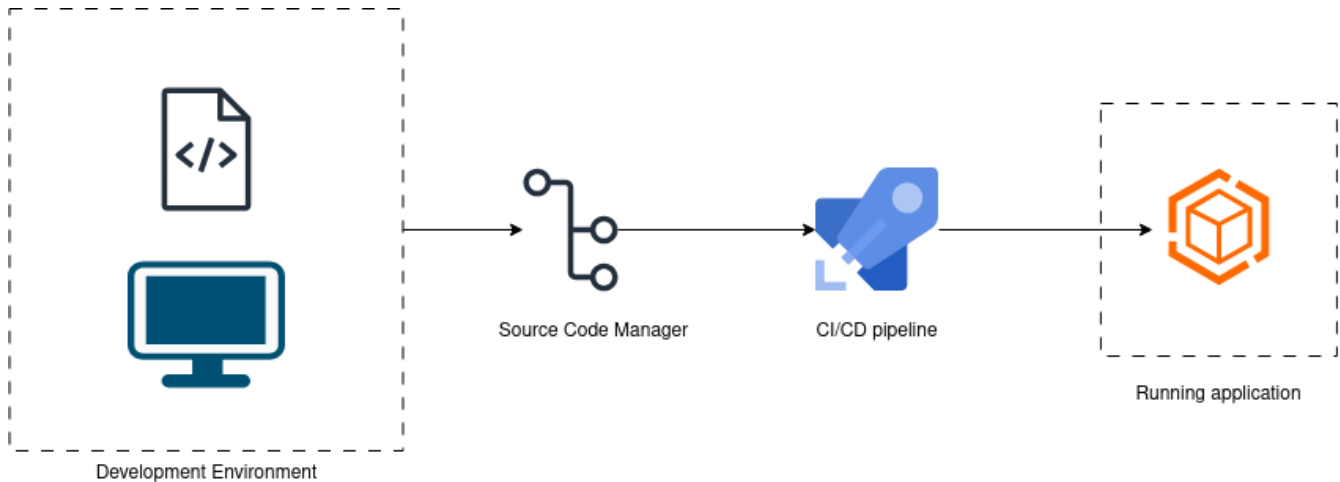 </>
Source Code Manager
CI/CD pipeline
Running application
Development Environment